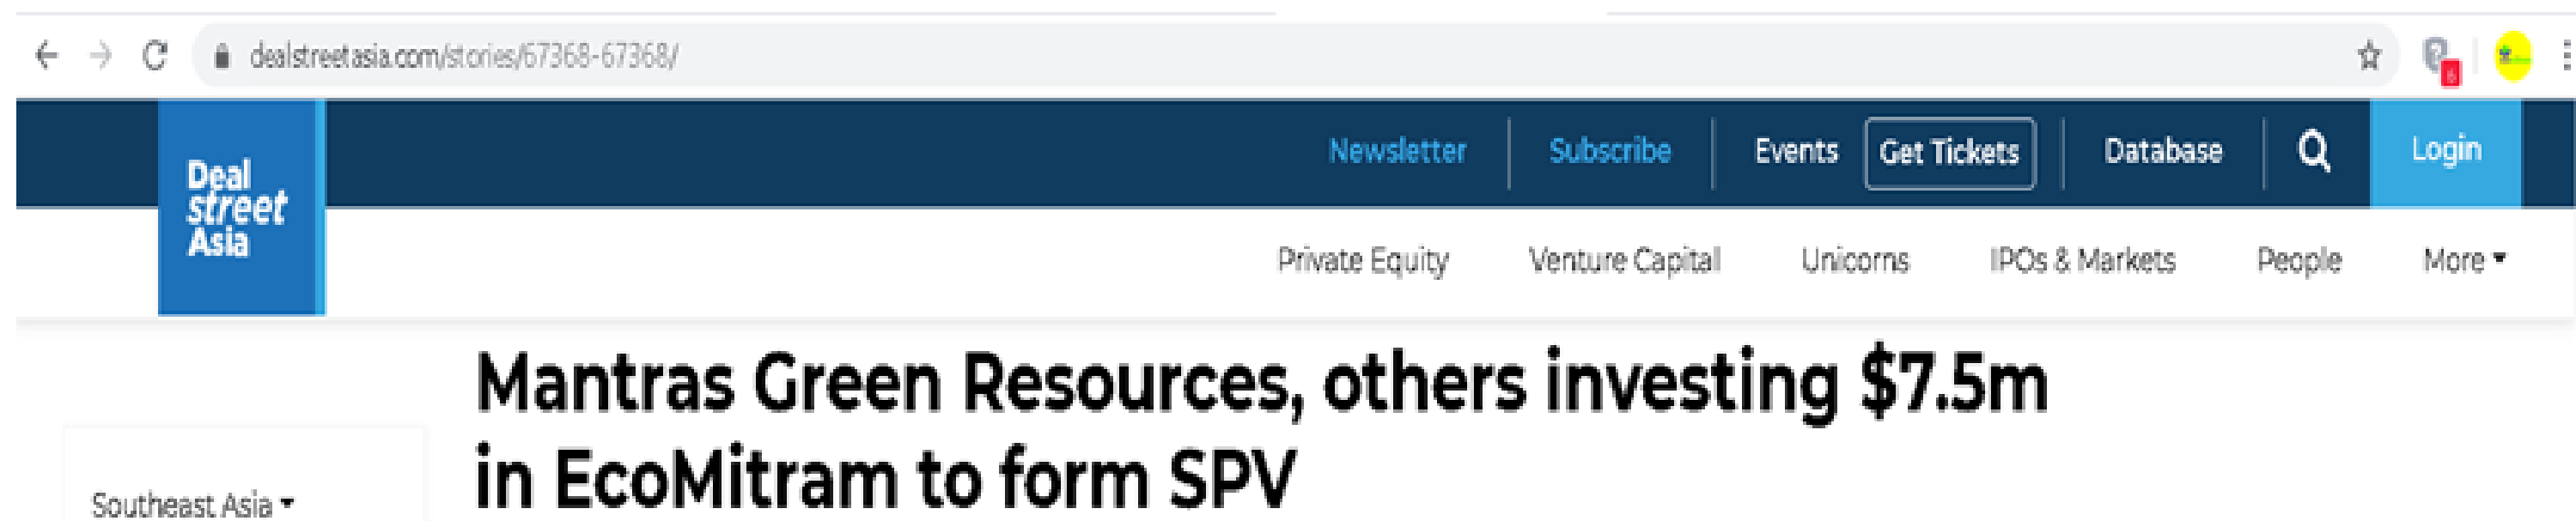 dealstreetasia.com/stories/67368-67368/
Newsletter Subscribe Events Get Tickets Database Login
Deal
street
Asia
Private Equity Venture Capital Unicorns IPOs & Markets People More
Mantras Green Resources, others investing $7.5m
in EcoMitram to form SPV
Southeast Asia